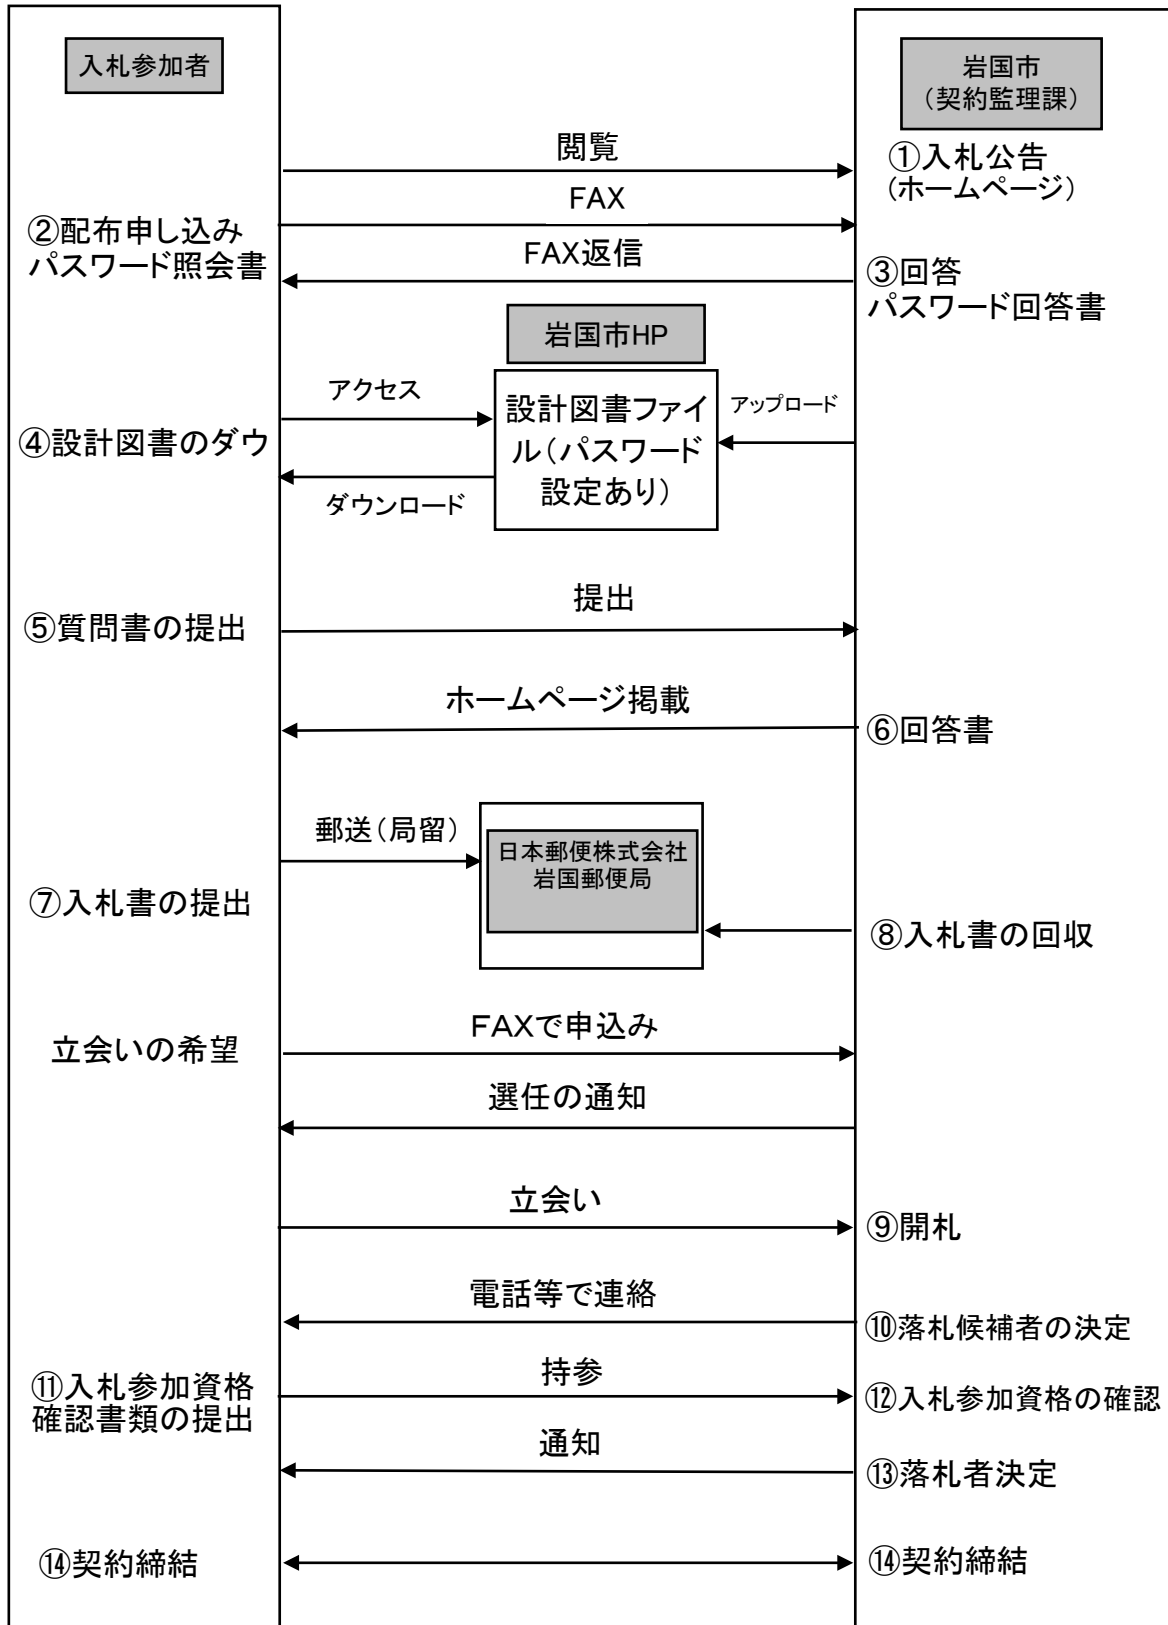 入札参加者
岩国市
（契約監理課）
閲覧
①入札公告
(ホームページ)
FAX
②配布申し込み
パスワード照会書
FAX返信
③回答
パスワード回答書
岩国市HP
アクセス
設計図書ファイ
ル(パスワード
設定あり)
アップロード
④設計図書のダウ
ダウンロード
提出
⑤質問書の提出
ホームページ掲載
⑥回答書
郵送(局留)
日本郵便株式会社
岩国郵便局
⑦入札書の提出
⑧入札書の回収
FAXで申込み
立会いの希望
選任の通知
立会い
⑨開札
電話等で連絡
⑩落札候補者の決定
持参
⑪入札参加資格
確認書類の提出
⑫入札参加資格の確認
通知
⑬落札者決定
⑭契約締結
⑭契約締結